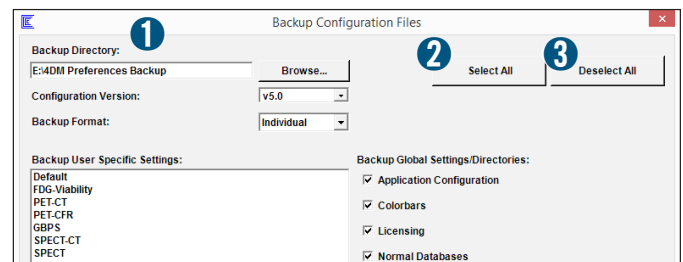 Backup Configuration Files
1
2
3
Backup Directory:
E:\4DM Preferences Backup
Browse...
Select All
Deselect All
Configuration Version:
v5.0
Backup Format:
Individual
Backup User Specific Settings:
Default
FDG-Viability
PET-CT
PET-CFR
GBPS
SPECT-CT
SPECT
Backup Global Settings/Directories:
Application Configuration
Colorbars
Licensing
Normal Databases